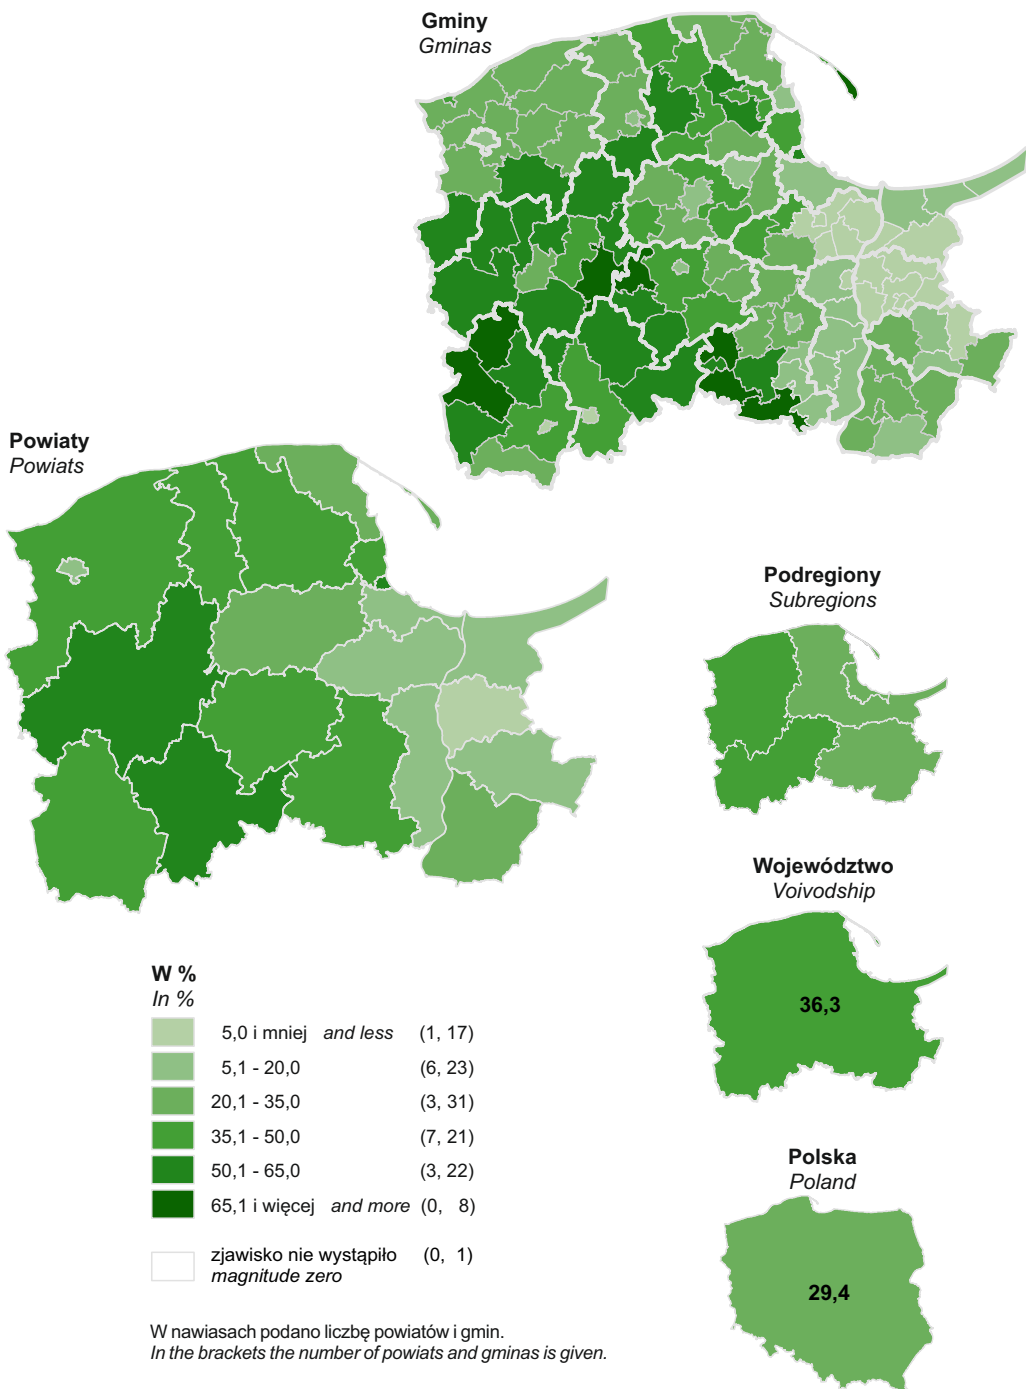 Gminy
Gminas
Powiaty
Powiats
Podregiony
Subregions
Województwo
Voivodship
36,3
W %
In %
5,0 i mniej and less (1, 17)
5,1 - 20,0 (6, 23)
20,1 - 35,0 (3, 31)
35,1 - 50,0 (7, 21)
50,1 - 65,0 (3, 22)
65,1 i więcej and more (0, 8)
zjawisko nie wystąpiło (0, 1)
magnitude zero
Polska
Poland
29,4
W nawiasach podano liczbę powiatów i gmin.
In the brackets the number of powiats and gminas is given.